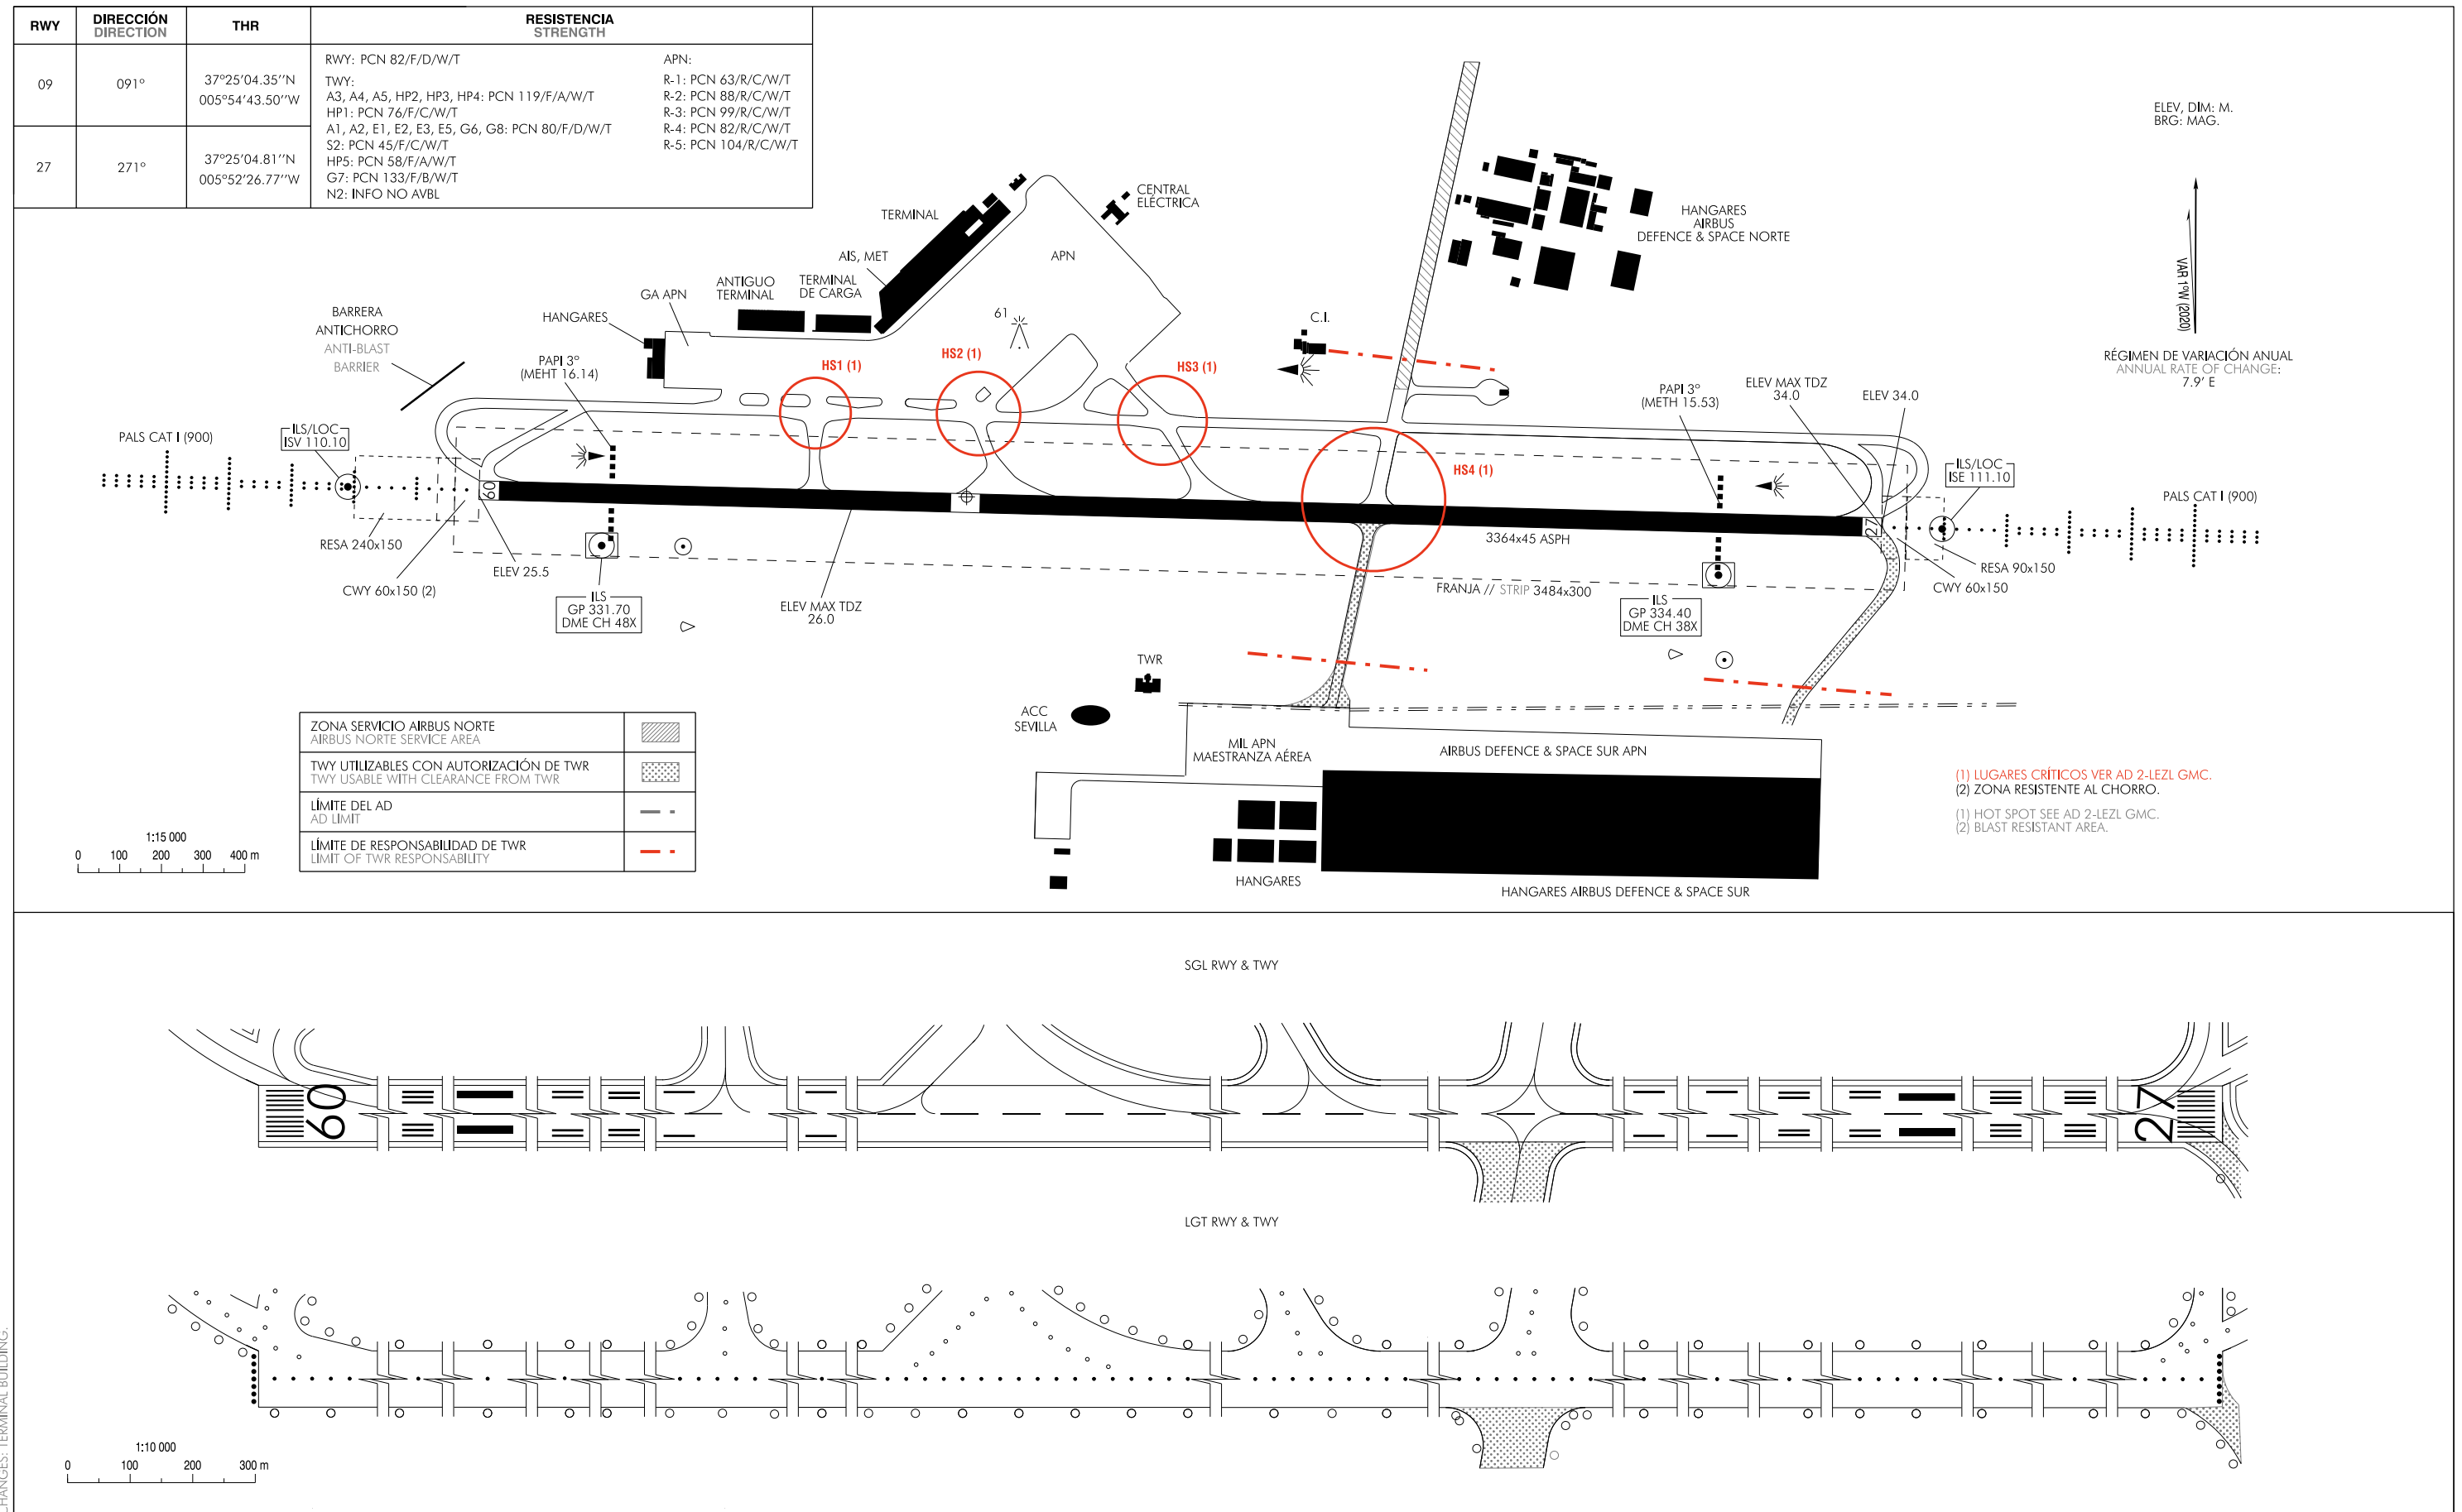 RWY
DIRECCIÓN
DIRECTION
THR
RESISTENCIA
STRENGTH
09
091°
37°25'04.35''N
005°54'43.50''W
27
271°
37°25'04.81''N
005°52'26.77''W
RWY: PCN 82/F/D/W/T
TWY:
A3, A4, A5, HP2, HP3, HP4: PCN 119/F/A/W/T
HP1: PCN 76/F/C/W/T
A1, A2, E1, E2, E3, E5, G6, G8: PCN 80/F/D/W/T
S2: PCN 45/F/C/W/T
HP5: PCN 58/F/A/W/T
G7: PCN 133/F/B/W/T
N2: INFO NO AVBL
APN:
R-1: PCN 63/R/C/W/T
R-2: PCN 88/R/C/W/T
R-3: PCN 99/R/C/W/T
R-4: PCN 82/R/C/W/T
R-5: PCN 104/R/C/W/T
ELEV, DIM: M.
BRG: MAG.
VAR 1°W (2020)
RÉGIMEN DE VARIACIÓN ANUAL
ANNUAL RATE OF CHANGE:
7.9' E
CENTRAL
ELÉCTRICA
TERMINAL
HANGARES
AIRBUS
DEFENCE & SPACE NORTE
AIS, MET
APN
ANTIGUO
TERMINAL
TERMINAL
DE CARGA
GA APN
HANGARES
BARRERA
ANTICHORRO
ANTI-BLAST
BARRIER
61
C.I.
PAPI 3°
(MEHT 16.14)
HS1 (1)
HS2 (1)
HS3 (1)
HS4 (1)
PAPI 3°
(METH 15.53)
ELEV MAX TDZ
34.0
ELEV 34.0
PALS CAT I (900)
ILS/LOC
ISV 110.10
09
27
ILS/LOC
ISE 111.10
PALS CAT I (900)
RESA 240x150
CWY 60x150 (2)
ELEV 25.5
ILS
GP 331.70
DME CH 48X
ELEV MAX TDZ
26.0
3364x45 ASPH
FRANJA // STRIP 3484x300
ILS
GP 334.40
DME CH 38X
RESA 90x150
CWY 60x150
TWR
ACC
SEVILLA
MIL APN
MAESTRANZA AÉREA
AIRBUS DEFENCE & SPACE SUR APN
HANGARES
HANGARES AIRBUS DEFENCE & SPACE SUR
ZONA SERVICIO AIRBUS NORTE
AIRBUS NORTE SERVICE AREA
TWY UTILIZABLES CON AUTORIZACIÓN DE TWR
TWY USABLE WITH CLEARANCE FROM TWR
LÍMITE DEL AD
AD LIMIT
LÍMITE DE RESPONSABILIDAD DE TWR
LIMIT OF TWR RESPONSABILITY
1:15 000
0 100 200 300 400 m
(1) LUGARES CRÍTICOS VER AD 2-LEZL GMC.
(2) ZONA RESISTENTE AL CHORRO.
(1) HOT SPOT SEE AD 2-LEZL GMC.
(2) BLAST RESISTANT AREA.
SGL RWY & TWY
09
27
LGT RWY & TWY
1:10 000
0 100 200 300 m
CHANGES: TERMINAL BUILDING.